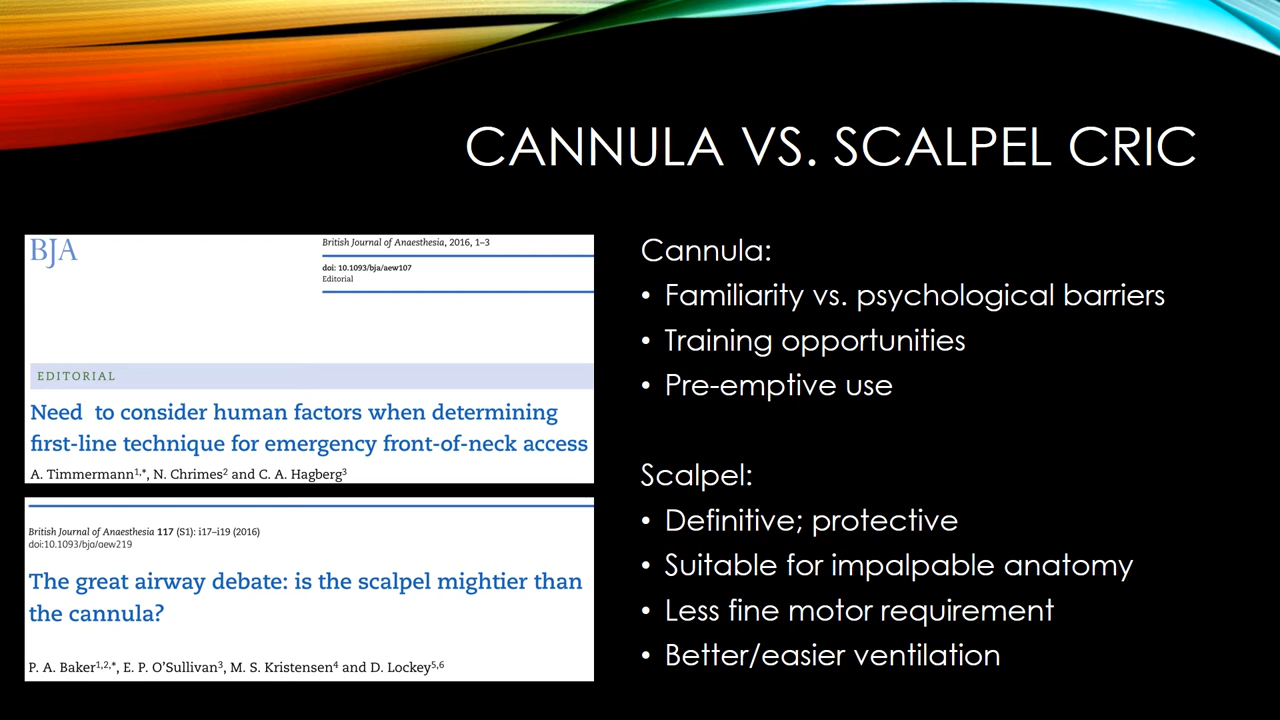 CANNULA VS. SCALPEL CRIC
BJA
British Journal of Anaesthesia, 2016, 1–3
doi: 10.1093/bja/aew107
Editorial
EDITORIAL
Need to consider human factors when determining
first-line technique for emergency front-of-neck access
A. Timmermann1,*, N. Chrimes2 and C. A. Hagberg3
British Journal of Anaesthesia 117 (S1): i17–i19 (2016)
doi:10.1093/bja/aew219
The great airway debate: is the scalpel mightier than
the cannula?
P. A. Baker1,2,*, E. P. O’Sullivan3, M. S. Kristensen4 and D. Lockey5,6
Cannula:
• Familiarity vs. psychological barriers
• Training opportunities
• Pre-emptive use
Scalpel:
• Definitive; protective
• Suitable for impalpable anatomy
• Less fine motor requirement
• Better/easier ventilation